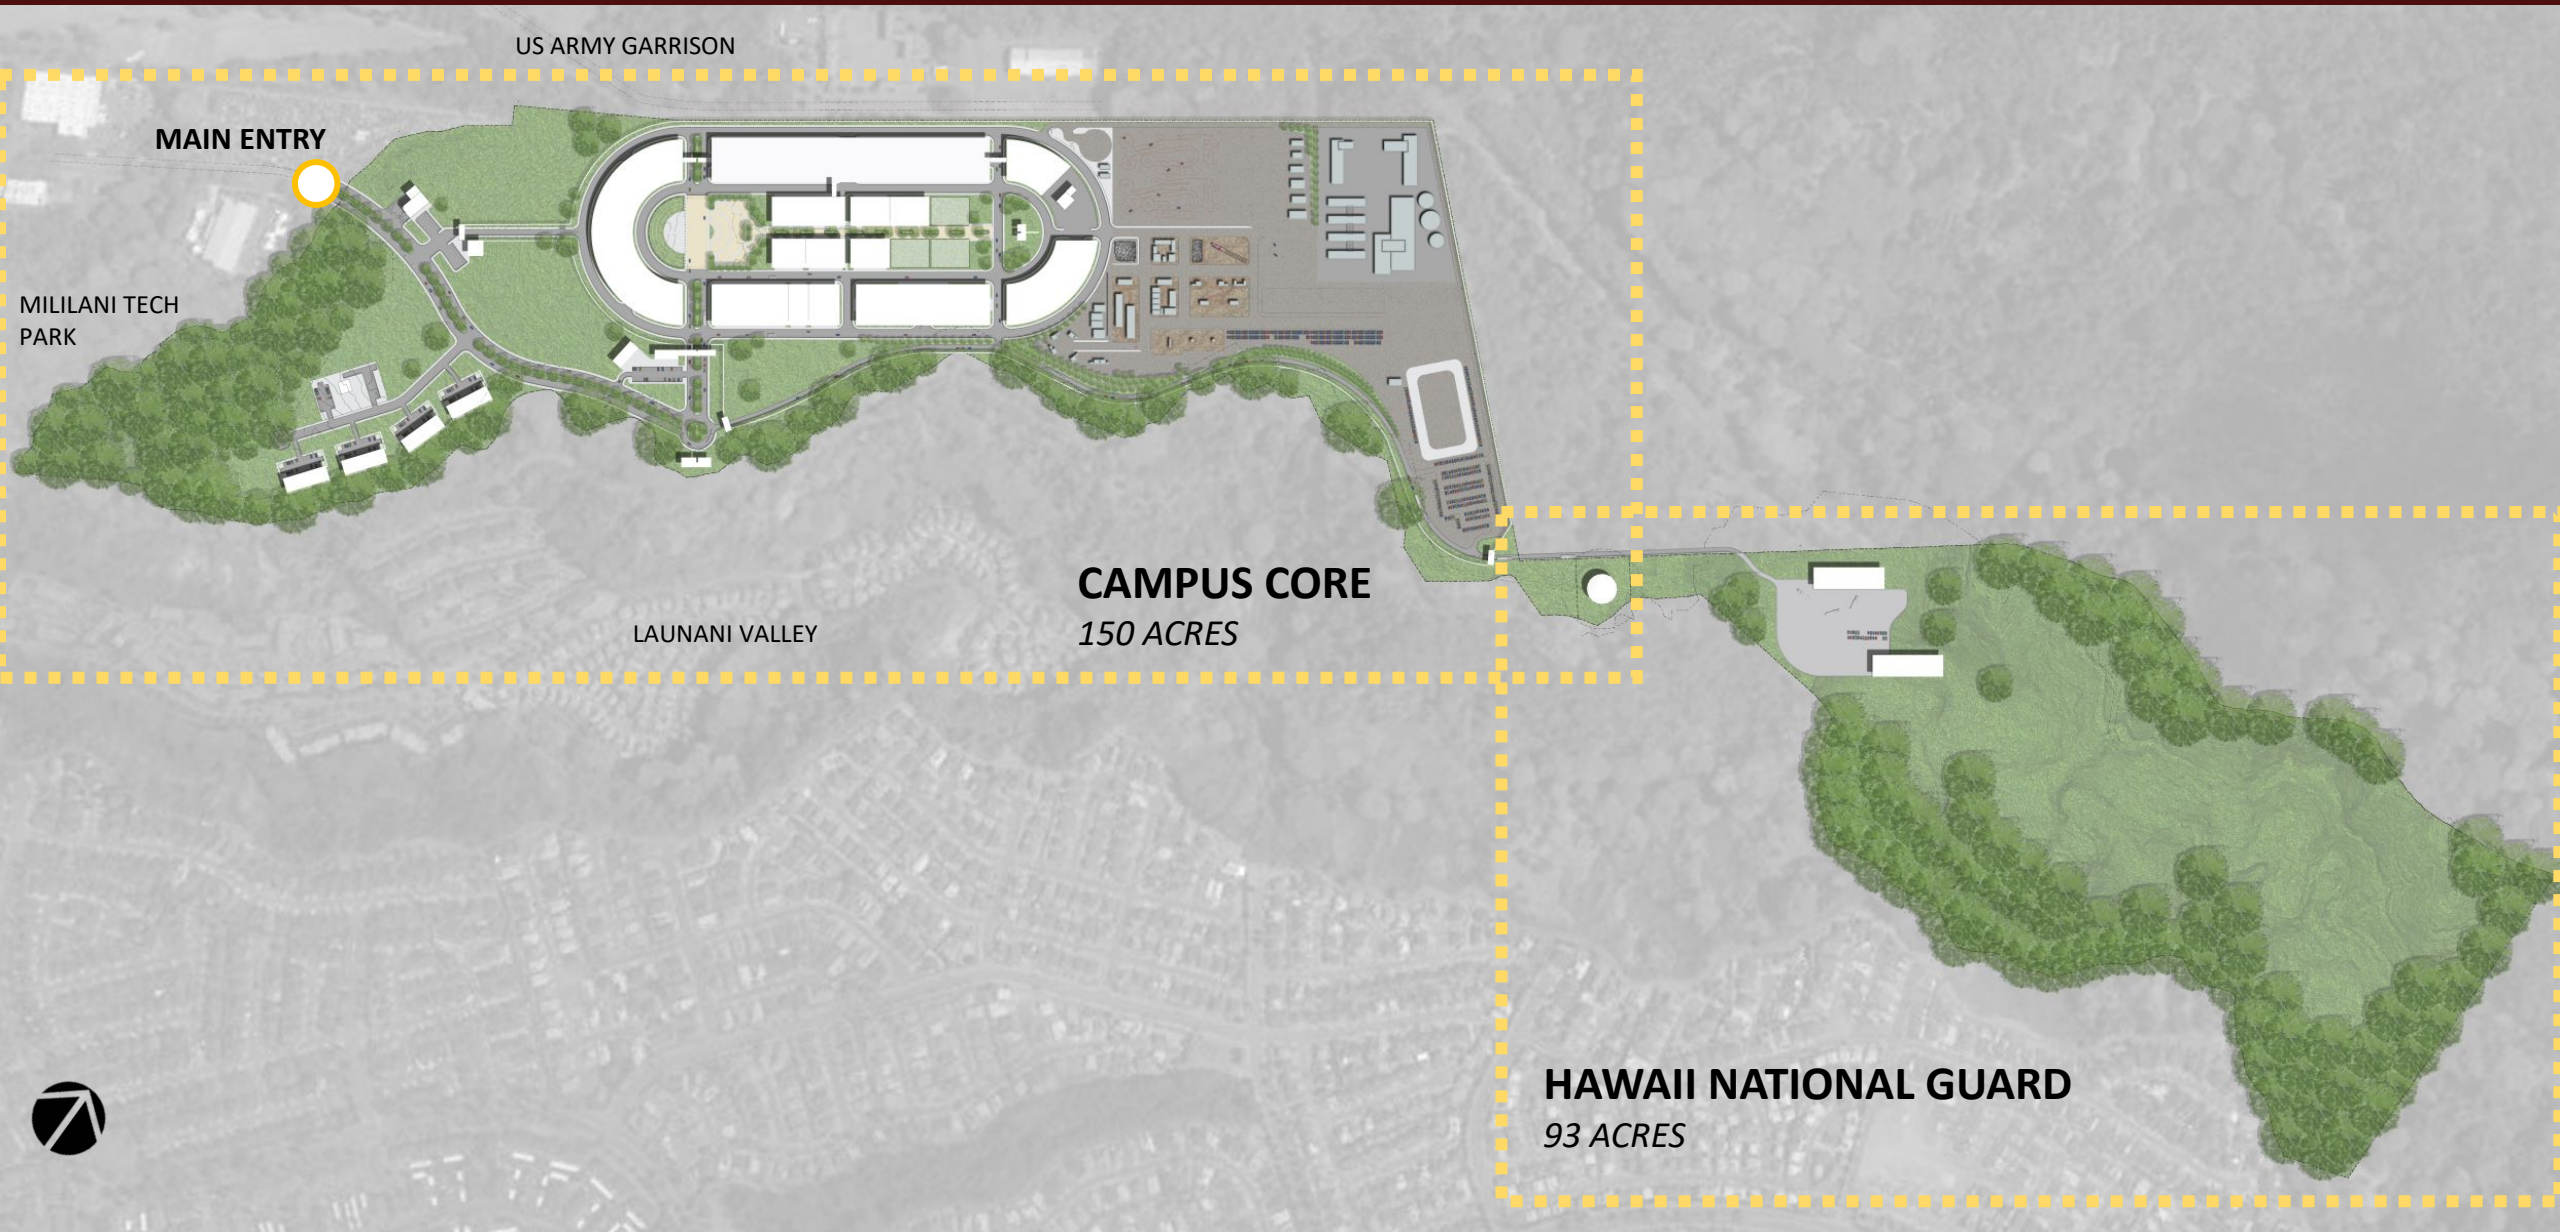 US ARMY GARRISON
MAIN ENTRY
MILILANI TECH
PARK
CAMPUS CORE
150 ACRES
LAUNANI VALLEY
HAWAII NATIONAL GUARD
93 ACRES